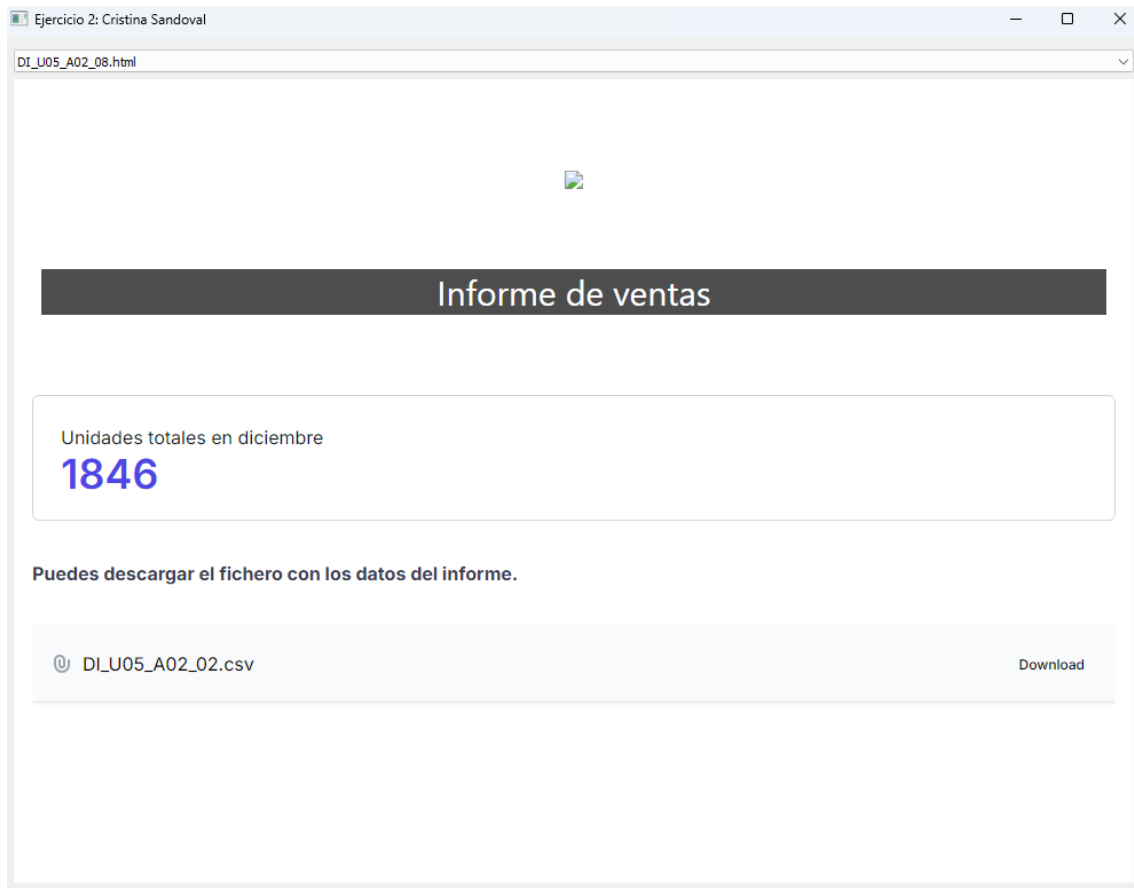 Ejercicio 2: Cristina Sandoval
DI_U05_A02_08.html
Informe de ventas
Unidades totales en diciembre
1846
Puedes descargar el fichero con los datos del informe.
DI_U05_A02_02.csv Download